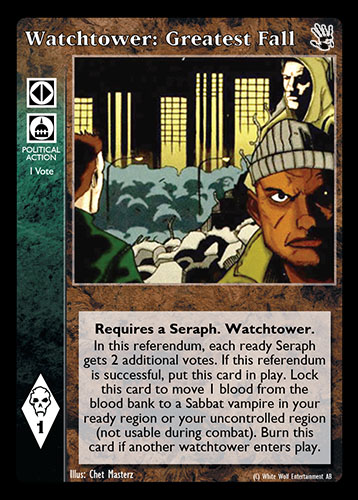 Watchtower: Greatest Fall
POLITICAL
ACTION
1 Vote
Requires a Seraph. Watchtower.
In this referendum, each ready Seraph
gets 2 additional votes. If this referendum
is successful, put this card in play. Lock
this card to move 1 blood from the
blood bank to a Sabbat vampire in your
ready region or your uncontrolled region
(not usable during combat). Burn this
card if another watchtower enters play.
1
Illus: Chet Masterz
(C) White Wolf Entertainment AB